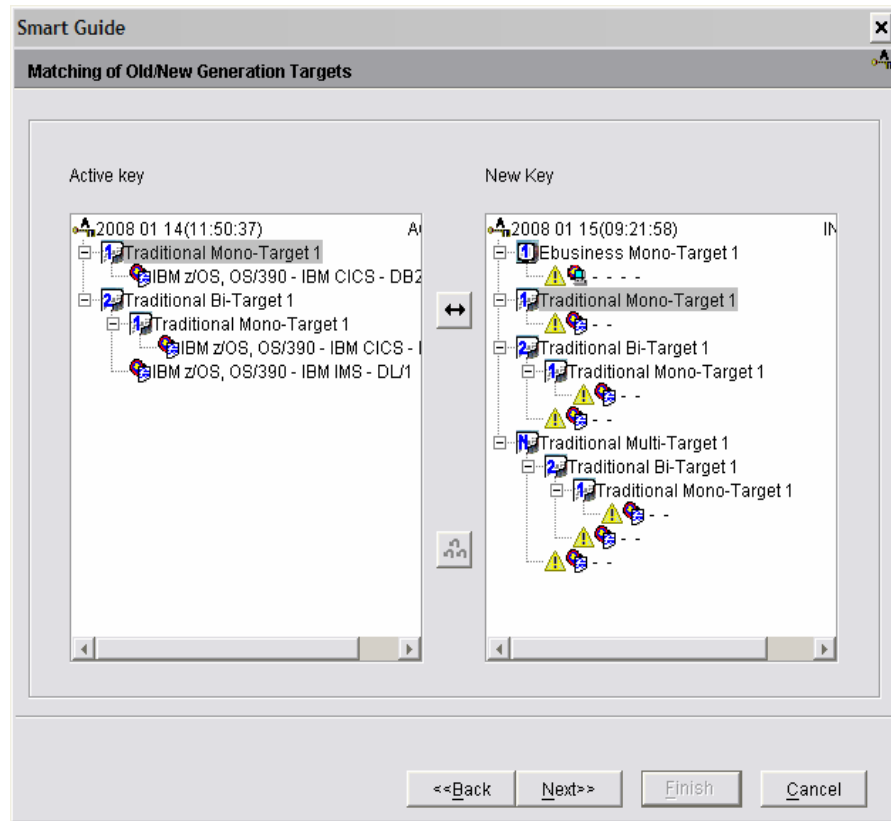 Smart Guide
Matching of Old/New Generation Targets
Active key
New Key
2008 01 14(11:50:37)
Traditional Mono-Target 1
IBM z/OS, OS/390 - IBM CICS - DB2
Traditional Bi-Target 1
Traditional Mono-Target 1
IBM z/OS, OS/390 - IBM CICS -
IBM z/OS, OS/390 - IBM IMS - DL/1
2008 01 15(09:21:58) IN
Ebusiness Mono-Target 1
- - - -
Traditional Mono-Target 1
- -
Traditional Bi-Target 1
Traditional Mono-Target 1
- -
- -
Traditional Multi-Target 1
Traditional Bi-Target 1
Traditional Mono-Target 1
- -
- -
- -
<<Back Next>> Finish Cancel